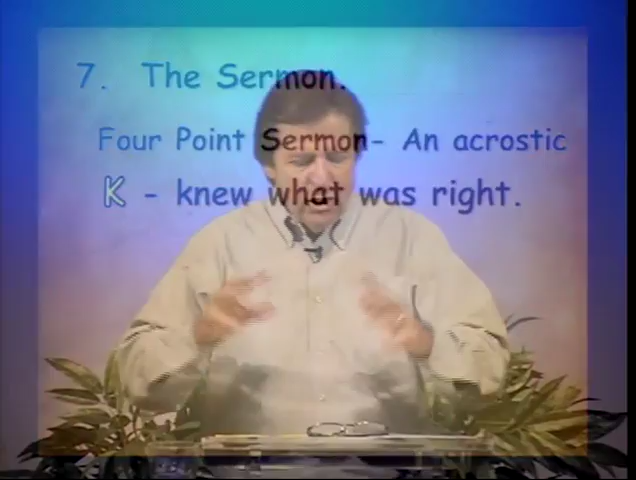 7. The Sermon.
Four Point Sermon- An acrostic
K - knew what was right.